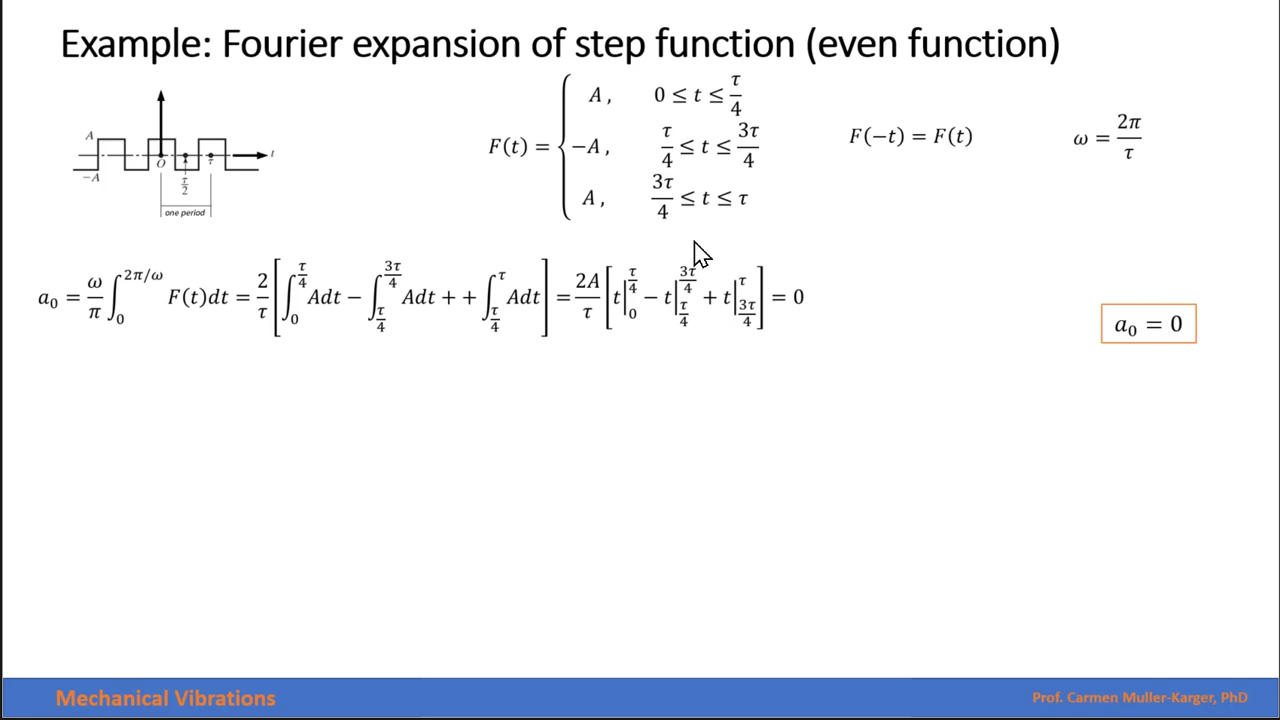 Example: Fourier expansion of step function (even function)
A
−A
O
τ/2
τ
t
one period
F(t) = { A , 0 ≤ t ≤ τ/4
−A , τ/4 ≤ t ≤ 3τ/4
A , 3τ/4 ≤ t ≤ τ
F(−t) = F(t)
ω = 2π/τ
a₀ = ω/π ∫₀^{2π/ω} F(t)dt = 2/τ [ ∫₀^{τ/4} Adt − ∫_{τ/4}^{3τ/4} Adt + + ∫_{τ/4}^{τ} Adt ] = 2A/τ [ t|₀^{τ/4} − t|_{τ/4}^{3τ/4} + t|_{3τ/4}^{τ} ] = 0
a₀ = 0
Mechanical Vibrations
Prof. Carmen Muller-Karger, PhD